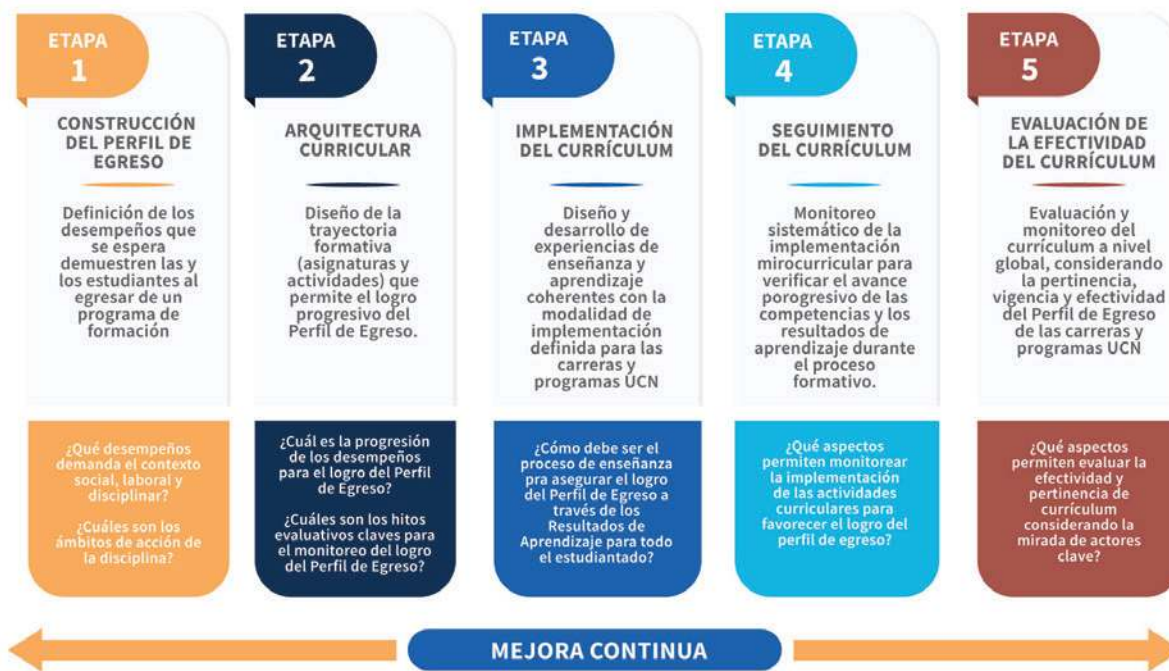 ETAPA
1
CONSTRUCCIÓN
DEL PERFIL DE
EGRESO
Definición de los
desempeños que
se espera
demuestren las y
los estudiantes al
egresar de un
programa de
formación
¿Qué desempeños
demanda el contexto
social, laboral y
disciplinar?
¿Cuáles son los
ámbitos de acción de
la disciplina?
ETAPA
2
ARQUITECTURA
CURRICULAR
Diseño de la
trayectoria
formativa
(asignaturas y
actividades) que
permite el logro
progresivo del
Perfil de Egreso.
¿Cuál es la progresión
de los desempeños
para el logro del Perfil
de Egreso?
¿Cuáles son los hitos
evaluativos claves para
el monitoreo del logro
del Perfil de Egreso?
ETAPA
3
IMPLEMENTACIÓN
DEL CURRÍCULUM
Diseño y
desarrollo de
experiencias de
enseñanza y
aprendizaje
coherentes con la
modalidad de
implementación
definida para las
carreras y
programas UCN
¿Cómo debe ser el
proceso de enseñanza
pra asegurar el logro
del Perfil de Egreso a
través de los
Resultados de
Aprendizaje para todo
el estudiantado?
ETAPA
4
SEGUIMIENTO
DEL CURRÍCULUM
Monitoreo
sistemático de la
implementación
mirocurricular para
verificar el avance
porogresivo de las
competencias y los
resultados de
aprendizaje durante
el proceso
formativo.
¿Qué aspectos
permiten monitorear
la implementación
de las actividades
curriculares para
favorecer el logro del
perfil de egreso?
ETAPA
5
EVALUACIÓN DE
LA EFECTIVIDAD
DEL CURRÍCULUM
Evaluación y
monitoreo del
currículum a nivel
global, considerando
la pertinencia,
vigencia y efectividad
del Perfil de Egreso
de las carreras y
programas UCN
¿Qué aspectos
permiten evaluar la
efectividad y
pertinencia de
currículum
considerando la
mirada de actores
clave?
MEJORA CONTINUA